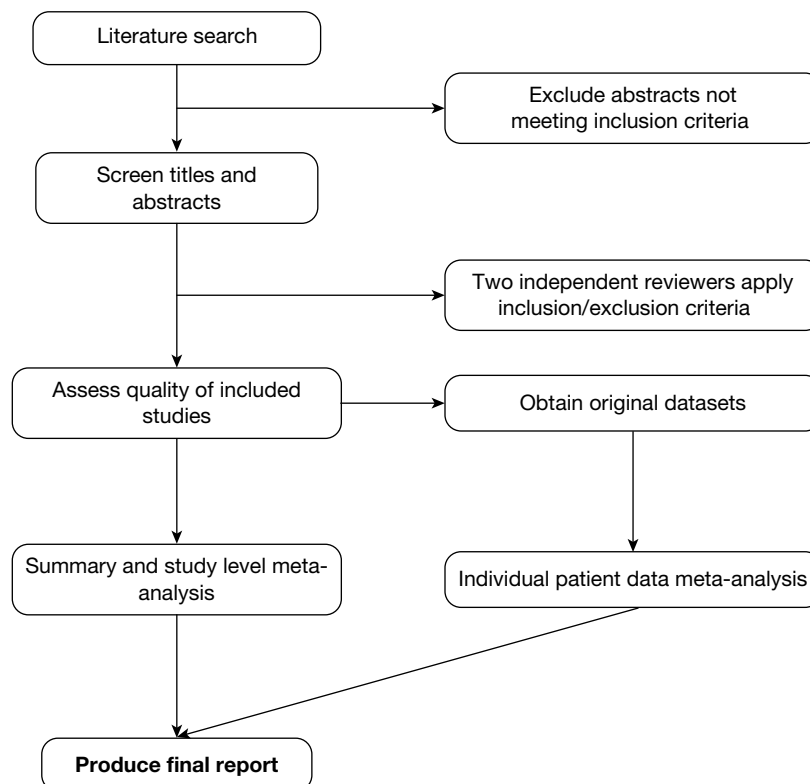 Literature search
Exclude abstracts not
meeting inclusion criteria
Screen titles and
abstracts
Two independent reviewers apply
inclusion/exclusion criteria
Assess quality of included
studies
Obtain original datasets
Summary and study level meta-
analysis
Individual patient data meta-analysis
Produce final report